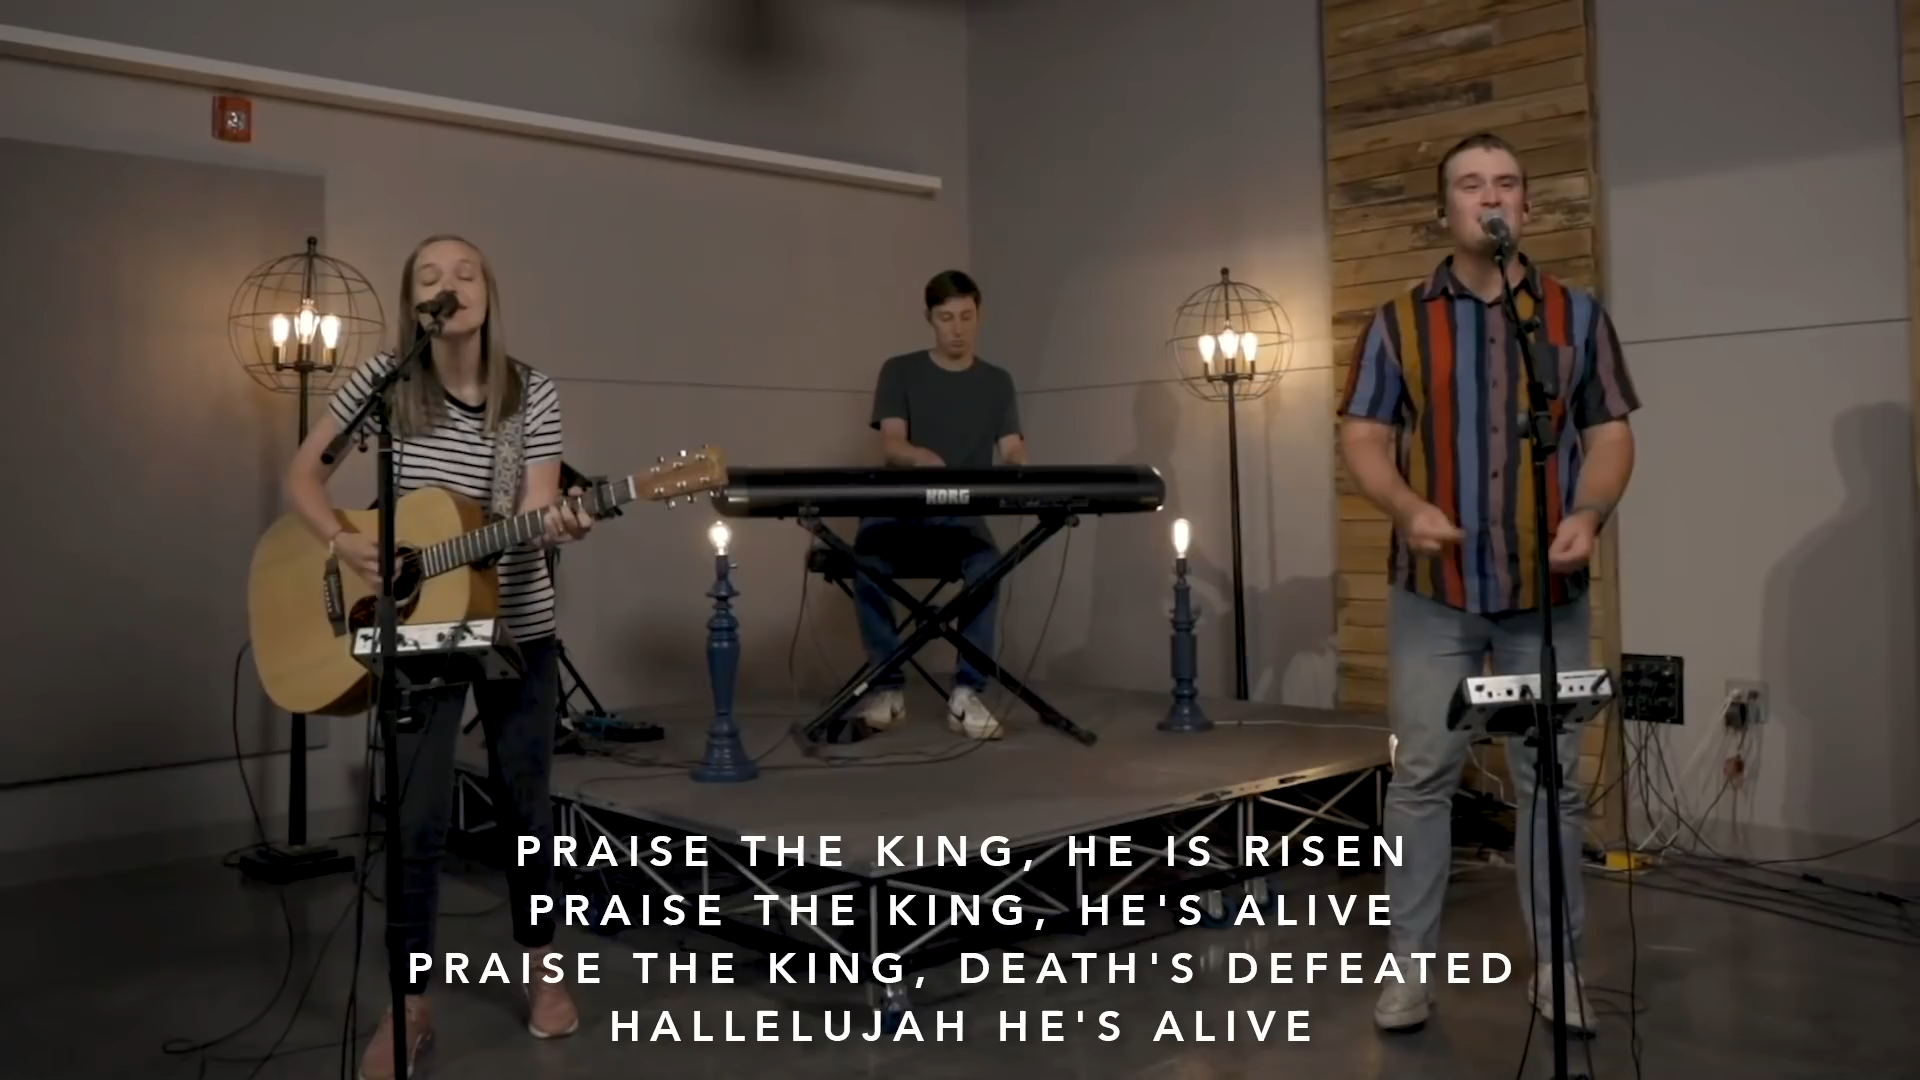 KORG
PRAISE THE KING, HE IS RISEN
PRAISE THE KING, HE'S ALIVE
PRAISE THE KING, DEATH'S DEFEATED
HALLELUJAH HE'S ALIVE